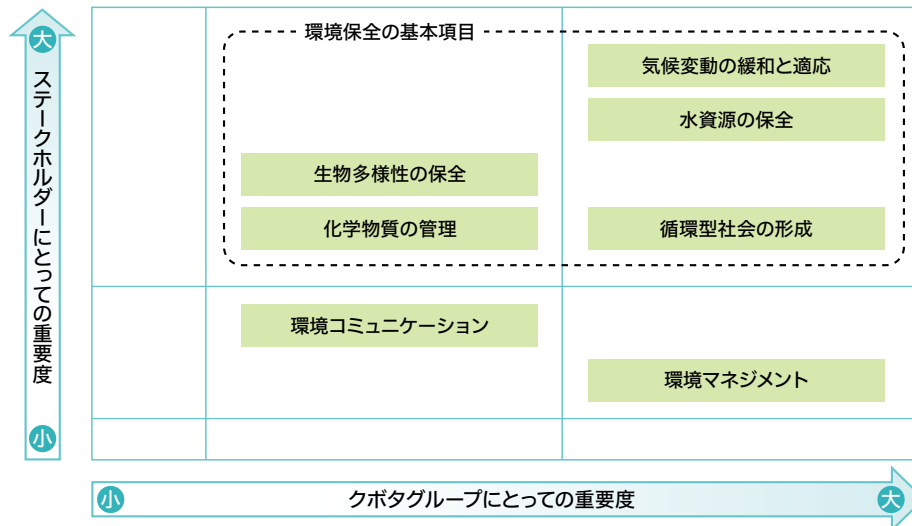 大
ステークホルダーにとっての重要度
小
環境保全の基本項目
気候変動の緩和と適応
水資源の保全
生物多様性の保全
化学物質の管理
循環型社会の形成
環境コミュニケーション
環境マネジメント
小
クボタグループにとっての重要度
大